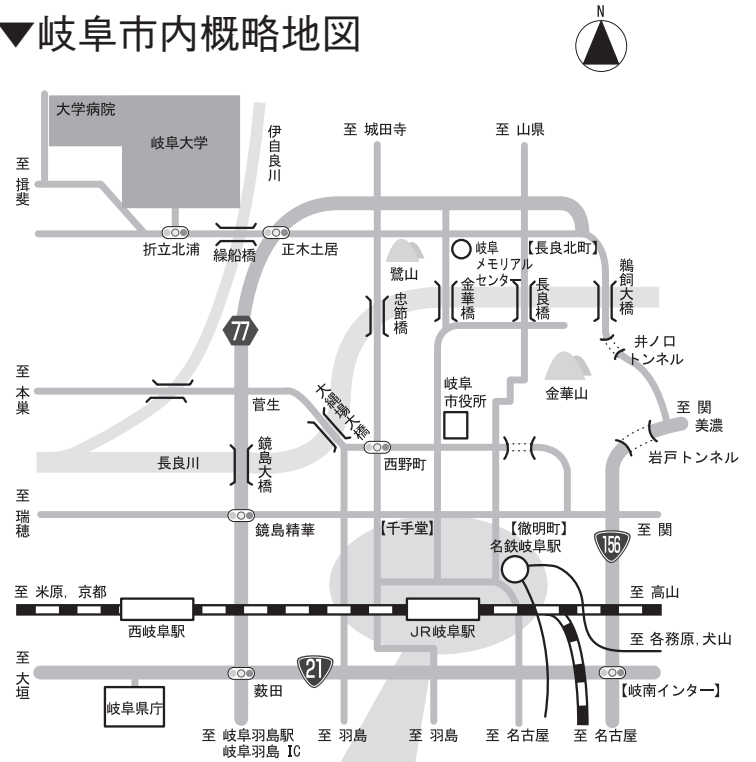 ▼岐阜市内概略地図
N
大学病院
岐阜大学
伊自良川
至 城田寺
至 山県
至 揖斐
折立北浦
繰船橋
正木土居
鷺山
岐阜
メモリアル
センター
【長良北町】
鵜飼大橋
忠節橋
金華橋
長良橋
77
井ノ口
トンネル
至 本巣
菅生
大縄場大橋
岐阜
市役所
金華山
至 関
美濃
長良川
鏡島大橋
西野町
岩戸トンネル
至 瑞穂
鏡島精華
【千手堂】
【徹明町】
至 関
名鉄岐阜駅
156
至 米原，京都
至 高山
西岐阜駅
JR岐阜駅
至 各務原，犬山
至 大垣
21
薮田
【岐南インター】
岐阜県庁
至 岐阜羽島駅
岐阜羽島 IC
至 羽島
至 羽島
至 名古屋
至 名古屋